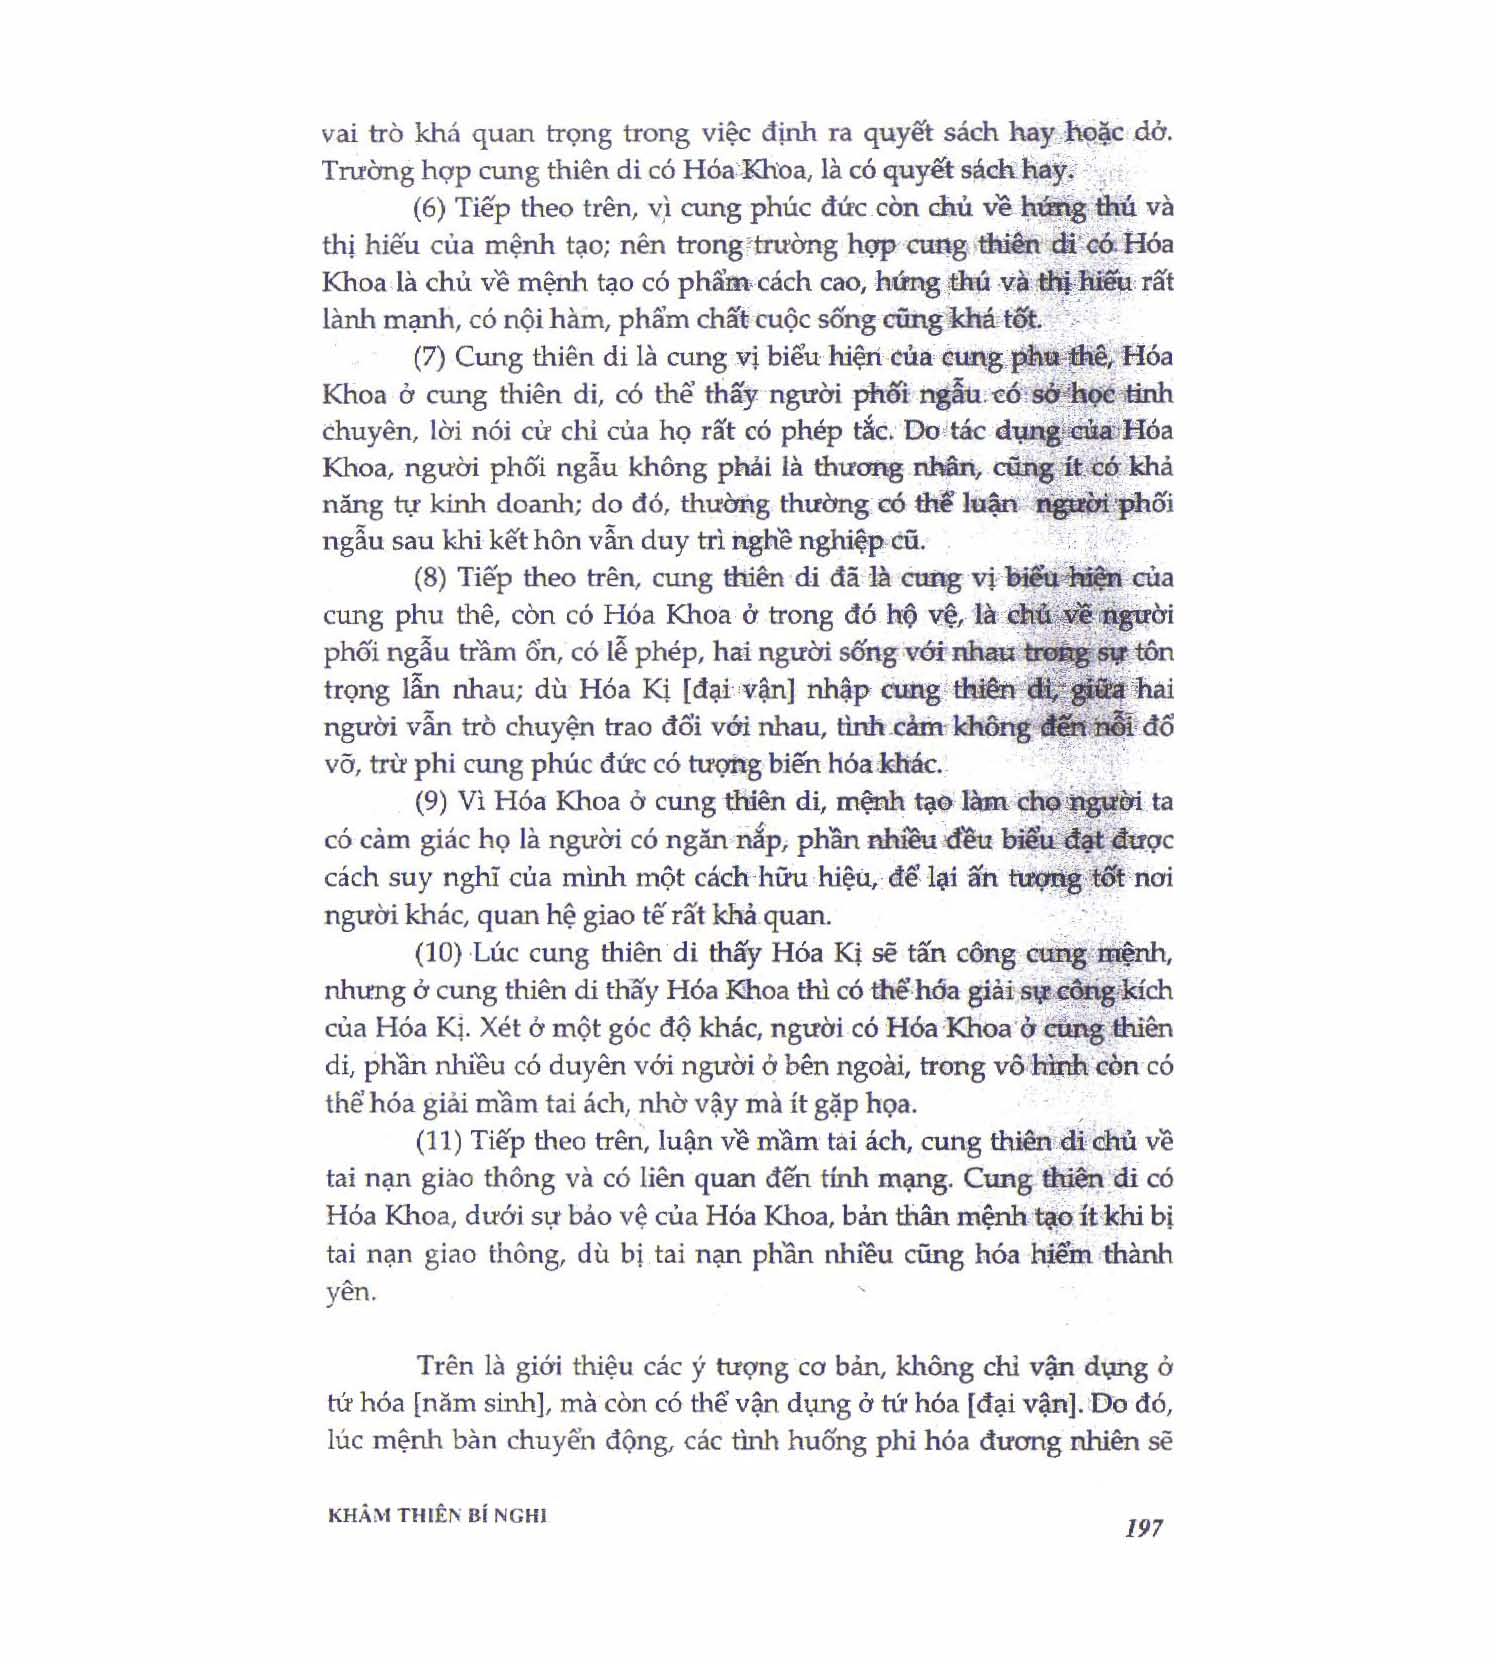 vai trò khá quan trọng trong việc định ra quyết sách hay hoặc dở.
Trường hợp cung thiên di có Hóa Khoa, là có quyết sách hay.
(6) Tiếp theo trên, vì cung phúc đức còn chủ về hứng thú và
thị hiếu của mệnh tạo; nên trong trường hợp cung thiên di có Hóa
Khoa là chủ về mệnh tạo có phẩm cách cao, hứng thú và thị hiếu rất
lành mạnh, có nội hàm, phẩm chất cuộc sống cũng khá tốt.
(7) Cung thiên di là cung vị biểu hiện của cung phu thê, Hóa
Khoa ở cung thiên di, có thể thấy người phối ngẫu có sở học tinh
chuyên, lời nói cử chỉ của họ rất có phép tắc. Do tác dụng của Hóa
Khoa, người phối ngẫu không phải là thương nhân, cũng ít có khả
năng tự kinh doanh; do đó, thường thường có thể luận người phối
ngẫu sau khi kết hôn vẫn duy trì nghề nghiệp cũ.
(8) Tiếp theo trên, cung thiên di đã là cung vị biểu hiện của
cung phu thê, còn có Hóa Khoa ở trong đó hộ vệ, là chủ về người
phối ngẫu trầm ổn, có lễ phép, hai người sống với nhau trong sự tôn
trọng lẫn nhau; dù Hóa Kị [đại vận] nhập cung thiên di, giữa hai
người vẫn trò chuyện trao đổi với nhau, tình cảm không đến nỗi đổ
vỡ, trừ phi cung phúc đức có tượng biến hóa khác.
(9) Vì Hóa Khoa ở cung thiên di, mệnh tạo làm cho người ta
có cảm giác họ là người có ngăn nắp, phần nhiều đều biểu đạt được
cách suy nghĩ của mình một cách hữu hiệu, để lại ấn tượng tốt nơi
người khác, quan hệ giao tế rất khả quan.
(10) Lúc cung thiên di thấy Hóa Kị sẽ tấn công cung mệnh,
nhưng ở cung thiên di thấy Hóa Khoa thì có thể hóa giải sự công kích
của Hóa Kị. Xét ở một góc độ khác, người có Hóa Khoa ở cung thiên
di, phần nhiều có duyên với người ở bên ngoài, trong vô hình còn có
thể hóa giải mầm tai ách, nhờ vậy mà ít gặp họa.
(11) Tiếp theo trên, luận về mầm tai ách, cung thiên di chủ về
tai nạn giao thông và có liên quan đến tính mạng. Cung thiên di có
Hóa Khoa, dưới sự bảo vệ của Hóa Khoa, bản thân mệnh tạo ít khi bị
tai nạn giao thông, dù bị tai nạn phần nhiều cũng hóa hiểm thành
yên.
Trên là giới thiệu các ý tượng cơ bản, không chỉ vận dụng ở
tứ hóa [năm sinh], mà còn có thể vận dụng ở tứ hóa [đại vận]. Do đó,
lúc mệnh bàn chuyển động, các tình huống phi hóa đương nhiên sẽ
KHÂM THIÊN BÍ NGHI
197